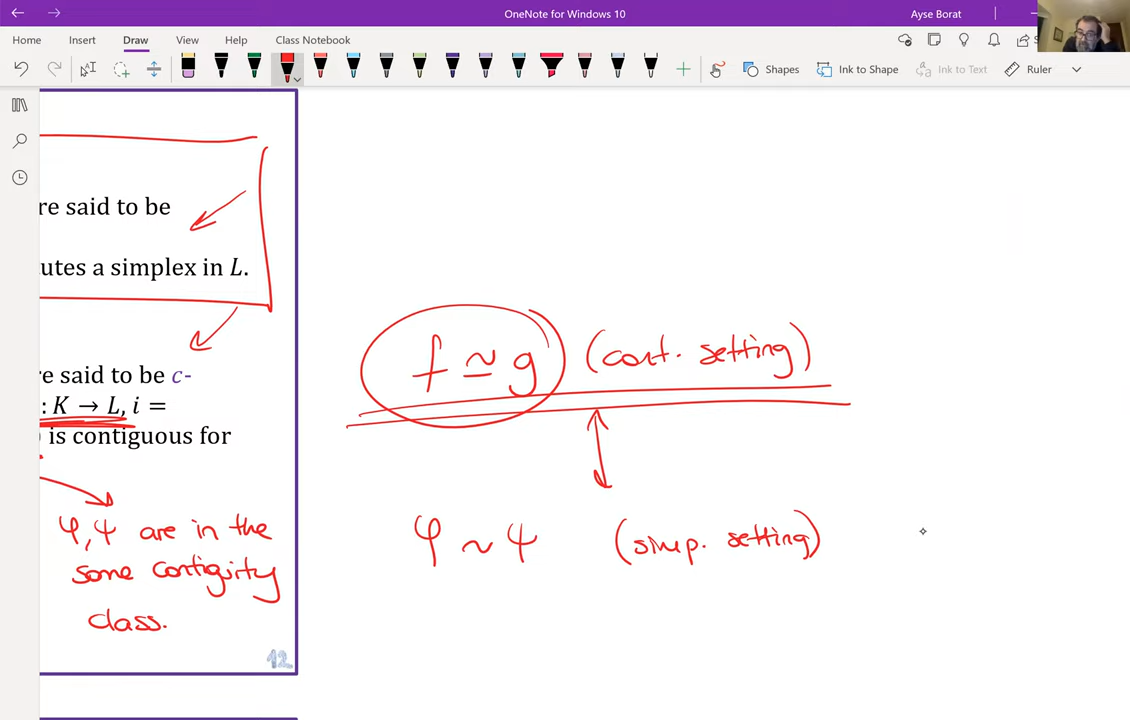 OneNote for Windows 10
Ayse Borat
Home Insert Draw View Help Class Notebook
Shapes Ink to Shape Ink to Text Ruler
re said to be
utes a simplex in L.
re said to be c-
: K → L, i =
is contiguous for
φ, ψ are in the
same contiguity
class.
12
f ≃ g (cont. setting)
φ ~ ψ (simp. setting)